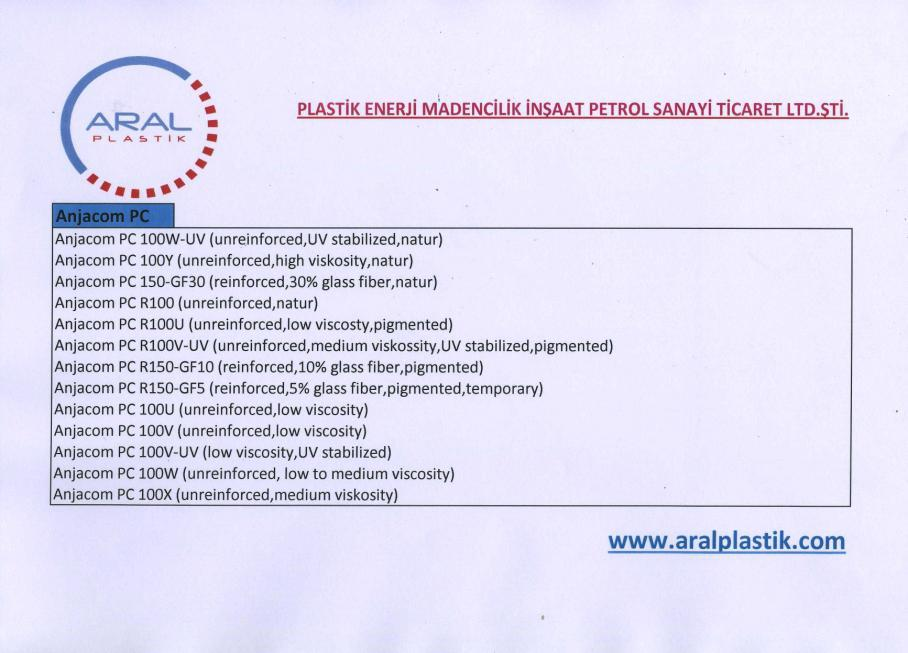 ARAL
PLASTİK
PLASTİK ENERJİ MADENCİLİK İNŞAAT PETROL SANAYİ TİCARET LTD.ŞTİ.
Anjacom PC
Anjacom PC 100W-UV (unreinforced,UV stabilized,natur)
Anjacom PC 100Y (unreinforced,high viskosity,natur)
Anjacom PC 150-GF30 (reinforced,30% glass fiber,natur)
Anjacom PC R100 (unreinforced,natur)
Anjacom PC R100U (unreinforced,low viscosty,pigmented)
Anjacom PC R100V-UV (unreinforced,medium viskossity,UV stabilized,pigmented)
Anjacom PC R150-GF10 (reinforced,10% glass fiber,pigmented)
Anjacom PC R150-GF5 (reinforced,5% glass fiber,pigmented,temporary)
Anjacom PC 100U (unreinforced,low viscosity)
Anjacom PC 100V (unreinforced,low viscosity)
Anjacom PC 100V-UV (low viscosity,UV stabilized)
Anjacom PC 100W (unreinforced, low to medium viscosity)
Anjacom PC 100X (unreinforced,medium viskosity)
www.aralplastik.com